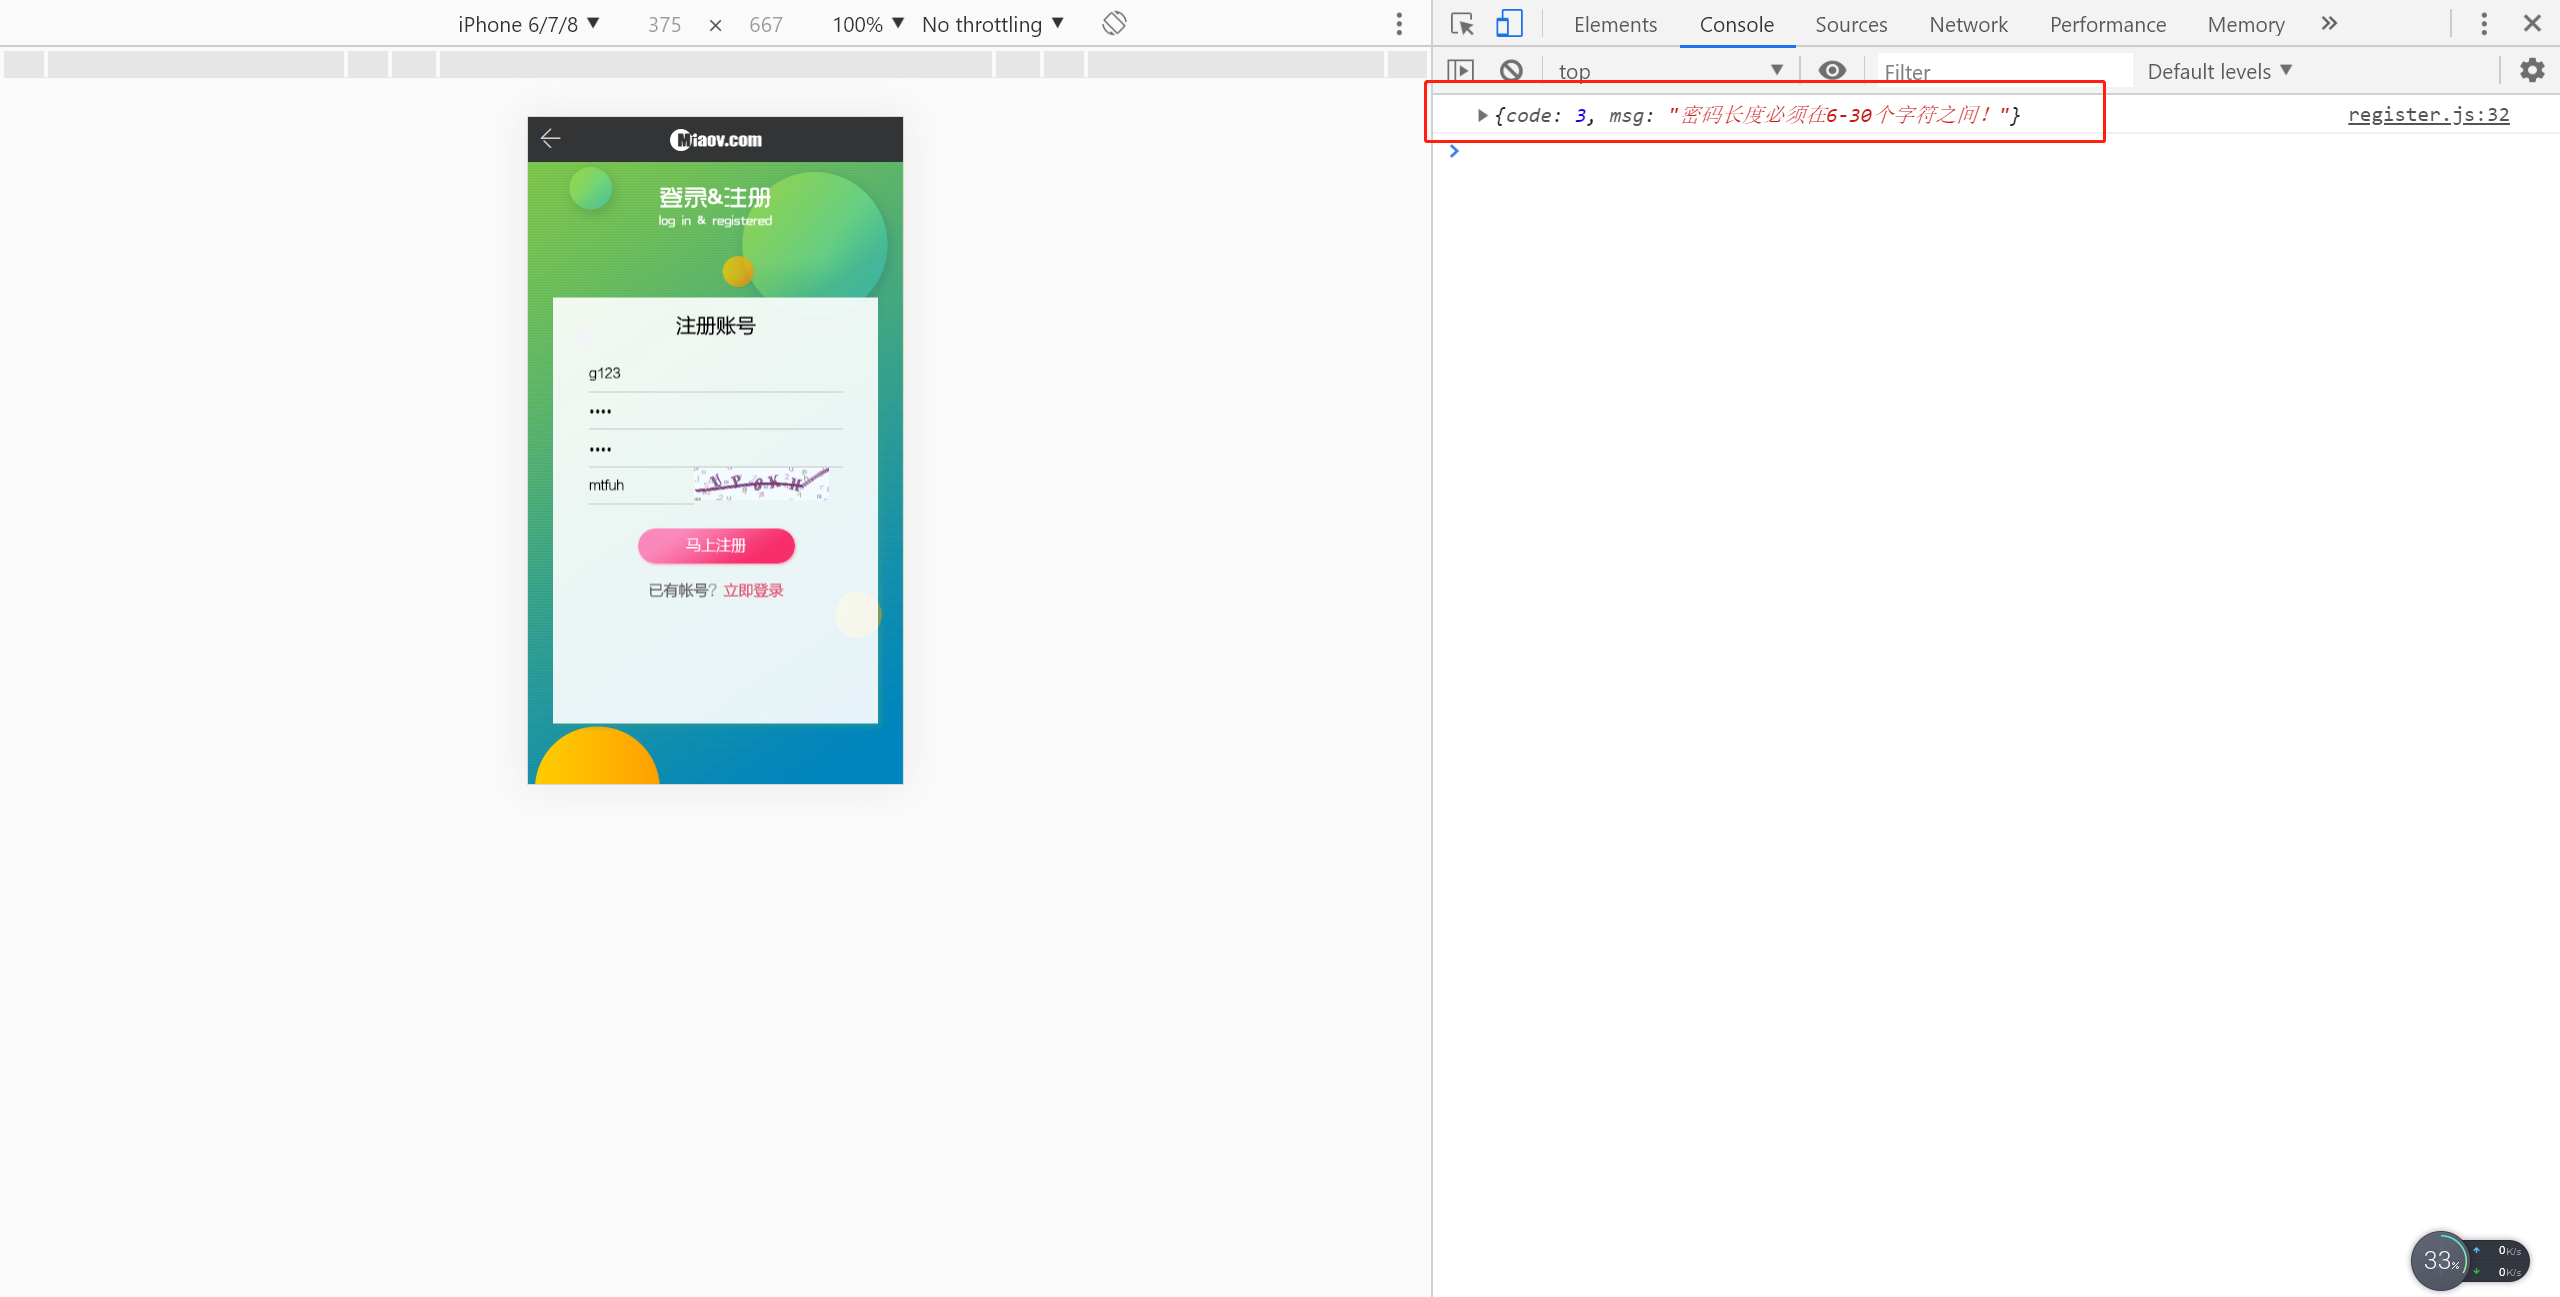 iPhone 6/7/8 ▼ 375 × 667 100% ▼ No throttling ▼
Elements Console Sources Network Performance Memory »
top ▼ Filter Default levels ▼
{code: 3, msg: "密码长度必须在6-30个字符之间！"} register.js:32
Miaov.com
登录&注册
log in & registered
注册账号
g123
••••
••••
mtfuh
马上注册
已有帐号？立即登录
33%
0K/s
0K/s